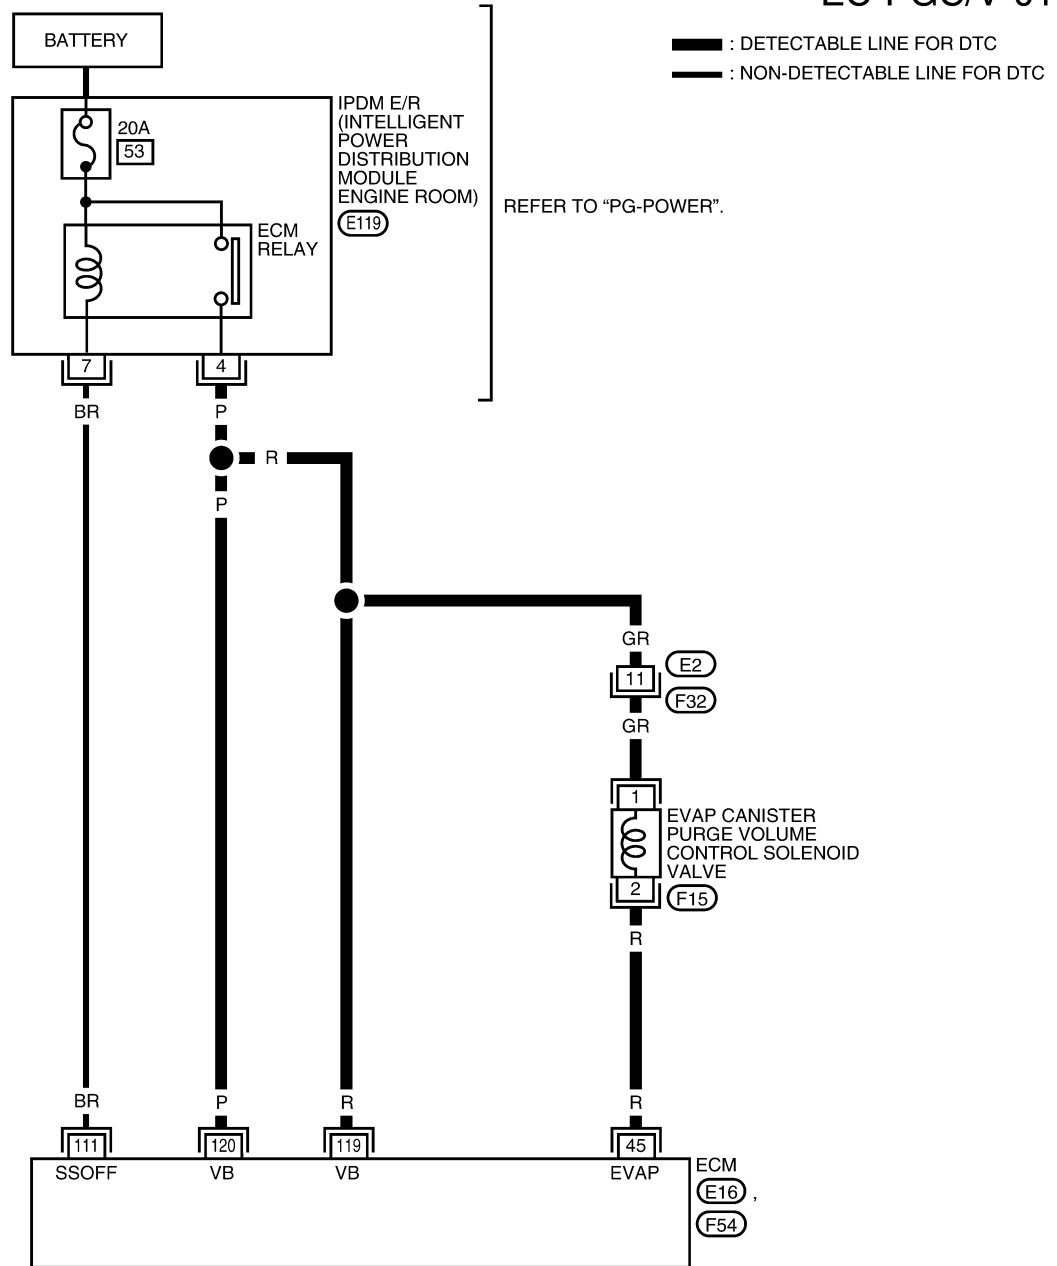 BATTERY
: DETECTABLE LINE FOR DTC
: NON-DETECTABLE LINE FOR DTC
20A
53
IPDM E/R
(INTELLIGENT
POWER
DISTRIBUTION
MODULE
ENGINE ROOM)
E119
REFER TO “PG-POWER”.
ECM
RELAY
7
4
BR
P
R
P
GR
11
E2
F32
GR
1
EVAP CANISTER
PURGE VOLUME
CONTROL SOLENOID
VALVE
2
F15
R
BR
P
R
R
111
120
119
45
SSOFF
VB
VB
EVAP
ECM
E16 ,
F54